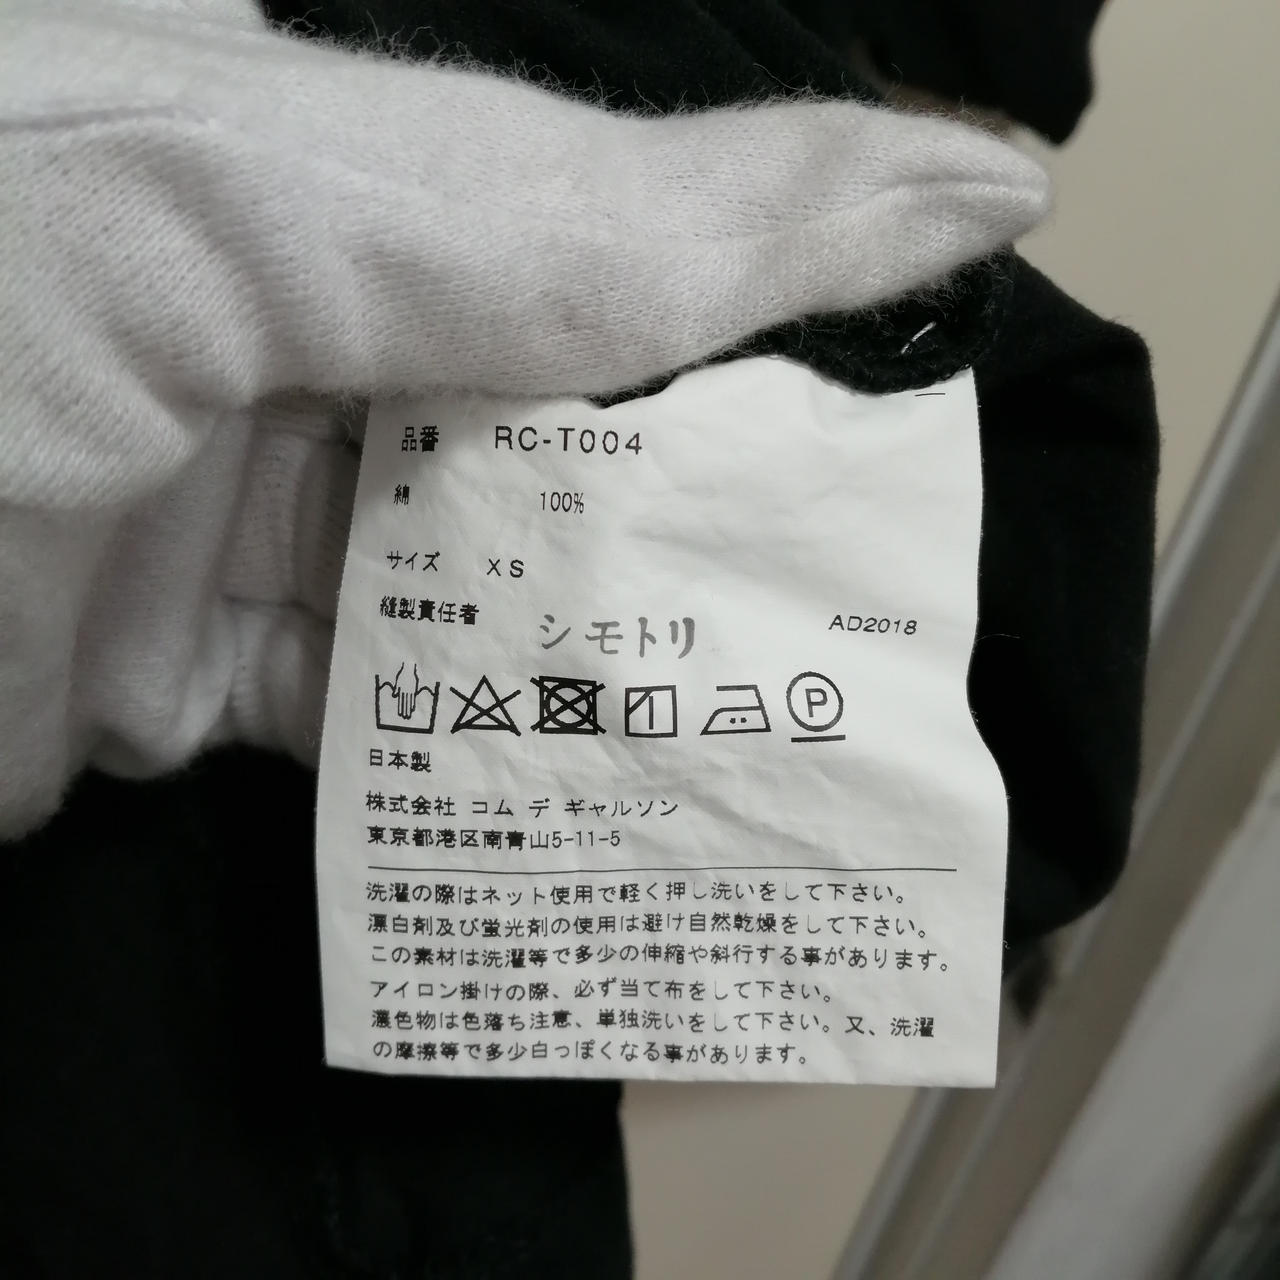 品番 RC-T004
綿 100%
サイズ XS
縫製責任者 シモトリ AD2018
P
日本製
株式会社 コム デ ギャルソン
東京都港区南青山5-11-5
洗濯の際はネット使用で軽く押し洗いをして下さい。
漂白剤及び蛍光剤の使用は避け自然乾燥をして下さい。
この素材は洗濯等で多少の伸縮や斜行する事があります。
アイロン掛けの際、必ず当て布をして下さい。
濃色物は色落ち注意、単独洗いをして下さい。又、洗濯
の摩擦等で多少白っぽくなる事があります。